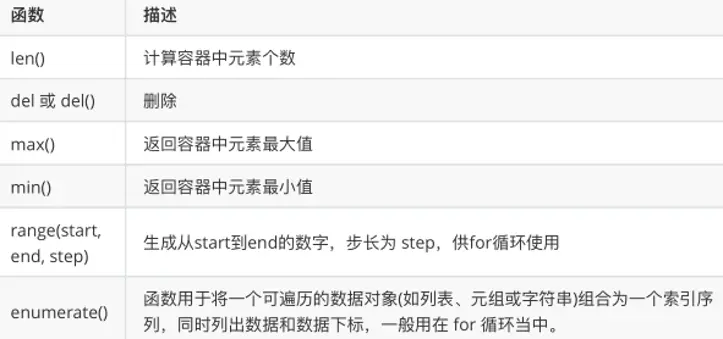 函数 描述
len() 计算容器中元素个数
del 或 del() 删除
max() 返回容器中元素最大值
min() 返回容器中元素最小值
range(start,
end, step)
生成从start到end的数字，步长为 step，供for循环使用
enumerate()
函数用于将一个可遍历的数据对象(如列表、元组或字符串)组合为一个索引序
列，同时列出数据和数据下标，一般用在 for 循环当中。